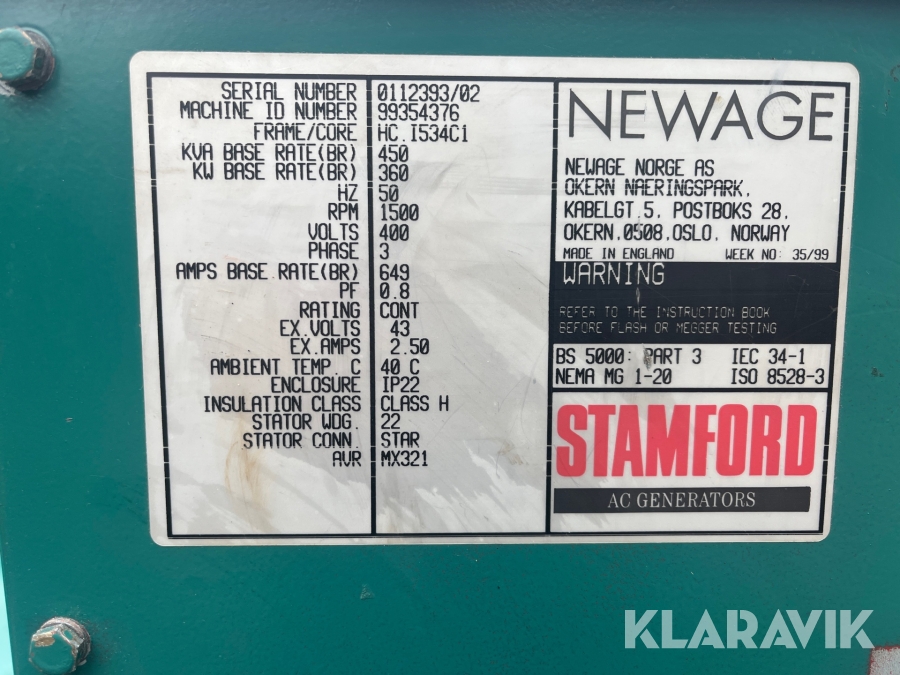 SERIAL NUMBER 0112393/02
MACHINE ID NUMBER 99354376
FRAME/CORE HC.I534C1
KVA BASE RATE(BR) 450
KW BASE RATE(BR) 360
HZ 50
RPM 1500
VOLTS 400
PHASE 3
AMPS BASE RATE(BR) 649
PF 0.8
RATING CONT
EX.VOLTS 43
EX.AMPS 2.50
AMBIENT TEMP. C 40 C
ENCLOSURE IP22
INSULATION CLASS CLASS H
STATOR WDG. 22
STATOR CONN. STAR
AVR MX321
NEWAGE
NEWAGE NORGE AS
OKERN NAERINGSPARK.
KABELGT.5. POSTBOKS 28.
OKERN.0508.OSLO. NORWAY
MADE IN ENGLAND WEEK NO: 35/99
WARNING
REFER TO THE INSTRUCTION BOOK
BEFORE FLASH OR MEGGER TESTING
BS 5000: PART 3 IEC 34-1
NEMA MG 1-20 ISO 8528-3
STAMFORD
AC GENERATORS
KLARAVIK